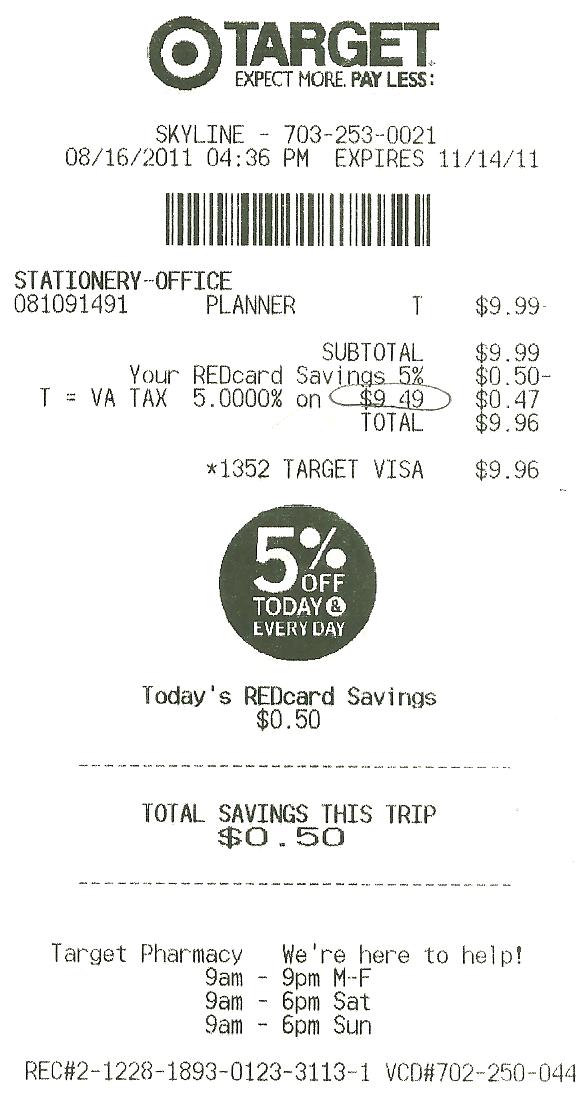 TARGET
EXPECT MORE. PAY LESS:
SKYLINE - 703-253-0021
08/16/2011 04:36 PM EXPIRES 11/14/11
STATIONERY-OFFICE
081091491 PLANNER T $9.99
SUBTOTAL $9.99
Your REDcard Savings 5% $0.50-
T = VA TAX 5.0000% on $9.49 $0.47
TOTAL $9.96
*1352 TARGET VISA $9.96
5% OFF
TODAY &
EVERY DAY
Today's REDcard Savings
$0.50
TOTAL SAVINGS THIS TRIP
$0.50
Target Pharmacy We're here to help!
9am - 9pm M-F
9am - 6pm Sat
9am - 6pm Sun
REC#2-1228-1893-0123-3113-1 VCD#702-250-044